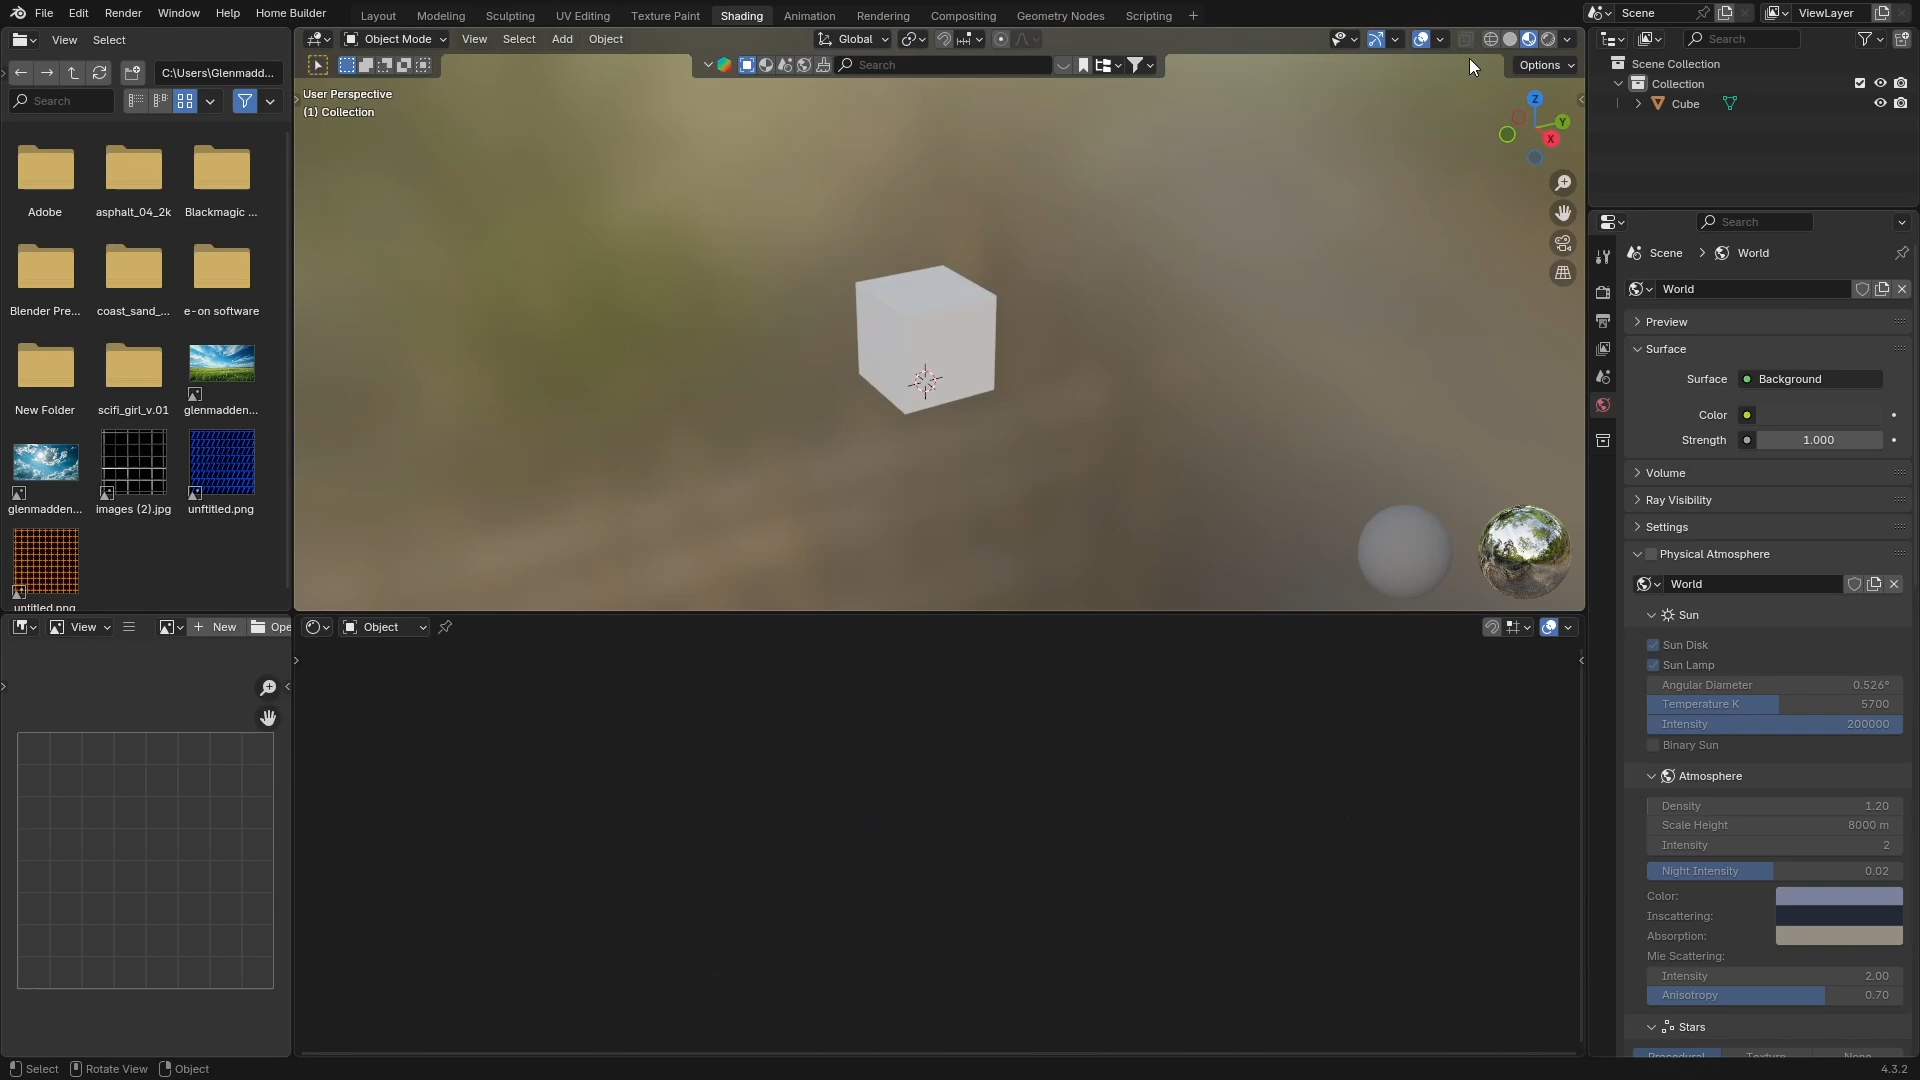 File Edit Render Window Help Home Builder Layout Modeling Sculpting UV Editing Texture Paint Shading Animation Rendering Compositing Geometry Nodes Scripting + Scene ViewLayer
View Select
Object Mode View Select Add Object Global
Search
C:\Users\Glenmadd...
Search
Search
Options
User Perspective
(1) Collection
Z
Y
X
Adobe asphalt_04_2k Blackmagic ...
Blender Pre... coast_sand_... e-on software
New Folder scifi_girl_v.01 glenmadden...
glenmadden... images (2).jpg unftitled.png
untitled.png
View + New Ope
Object
Scene Collection
Collection
Cube
Search
Scene > World
World
Preview
Surface
Surface Background
Color
Strength 1.000
Volume
Ray Visibility
Settings
Physical Atmosphere
World
Sun
Sun Disk
Sun Lamp
Angular Diameter 0.526°
Temperature K 5700
Intensity 200000
Binary Sun
Atmosphere
Density 1.20
Scale Height 8000 m
Intensity 2
Night Intensity 0.02
Color:
Inscattering:
Absorption:
Mie Scattering:
Intensity 2.00
Anisotropy 0.70
Stars
Procedural Texture None
Select Rotate View Object 4.3.2